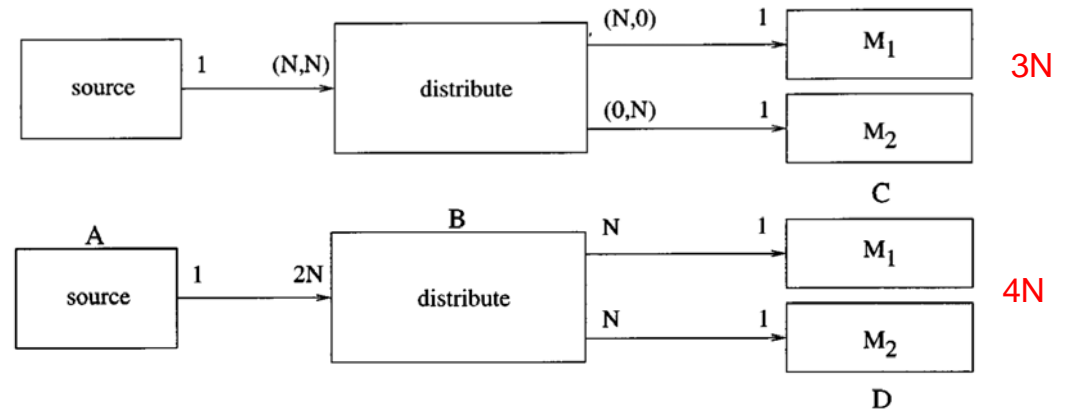 (N,0) 1
M1
3N
1 (N,N)
source
distribute
(0,N) 1
M2
C
A
B
N 1
M1
1 2N
4N
source
distribute
N 1
M2
D